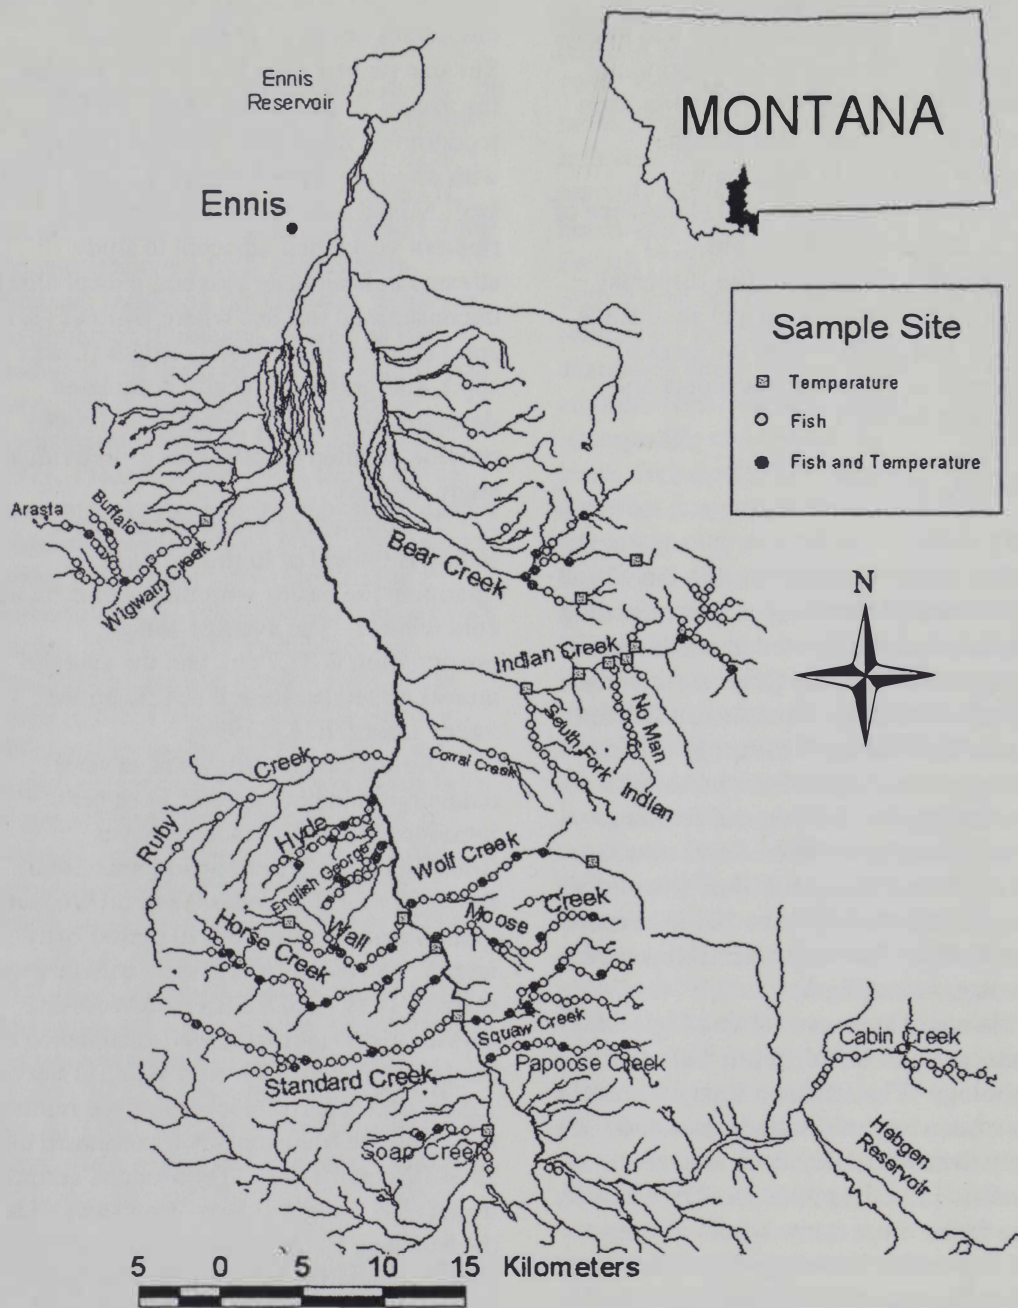 Ennis
Reservoir
MONTANA
Ennis
Sample Site
Temperature
Fish
Fish and Temperature
Arasta
Buffalo
Wigwam Creek
Bear Creek
N
Indian Creek
No Man
South Fork
Indian
Corral Creek
Ruby
Creek
Hyde
English George
Wolf Creek
Wall
Moose
Creek
Horse
Creek
Squaw Creek
Cabin Creek
Standard Creek
Papoose Creek
Soap Creek
Hebgen
Reservoir
5 0 5 10 15 Kilometers